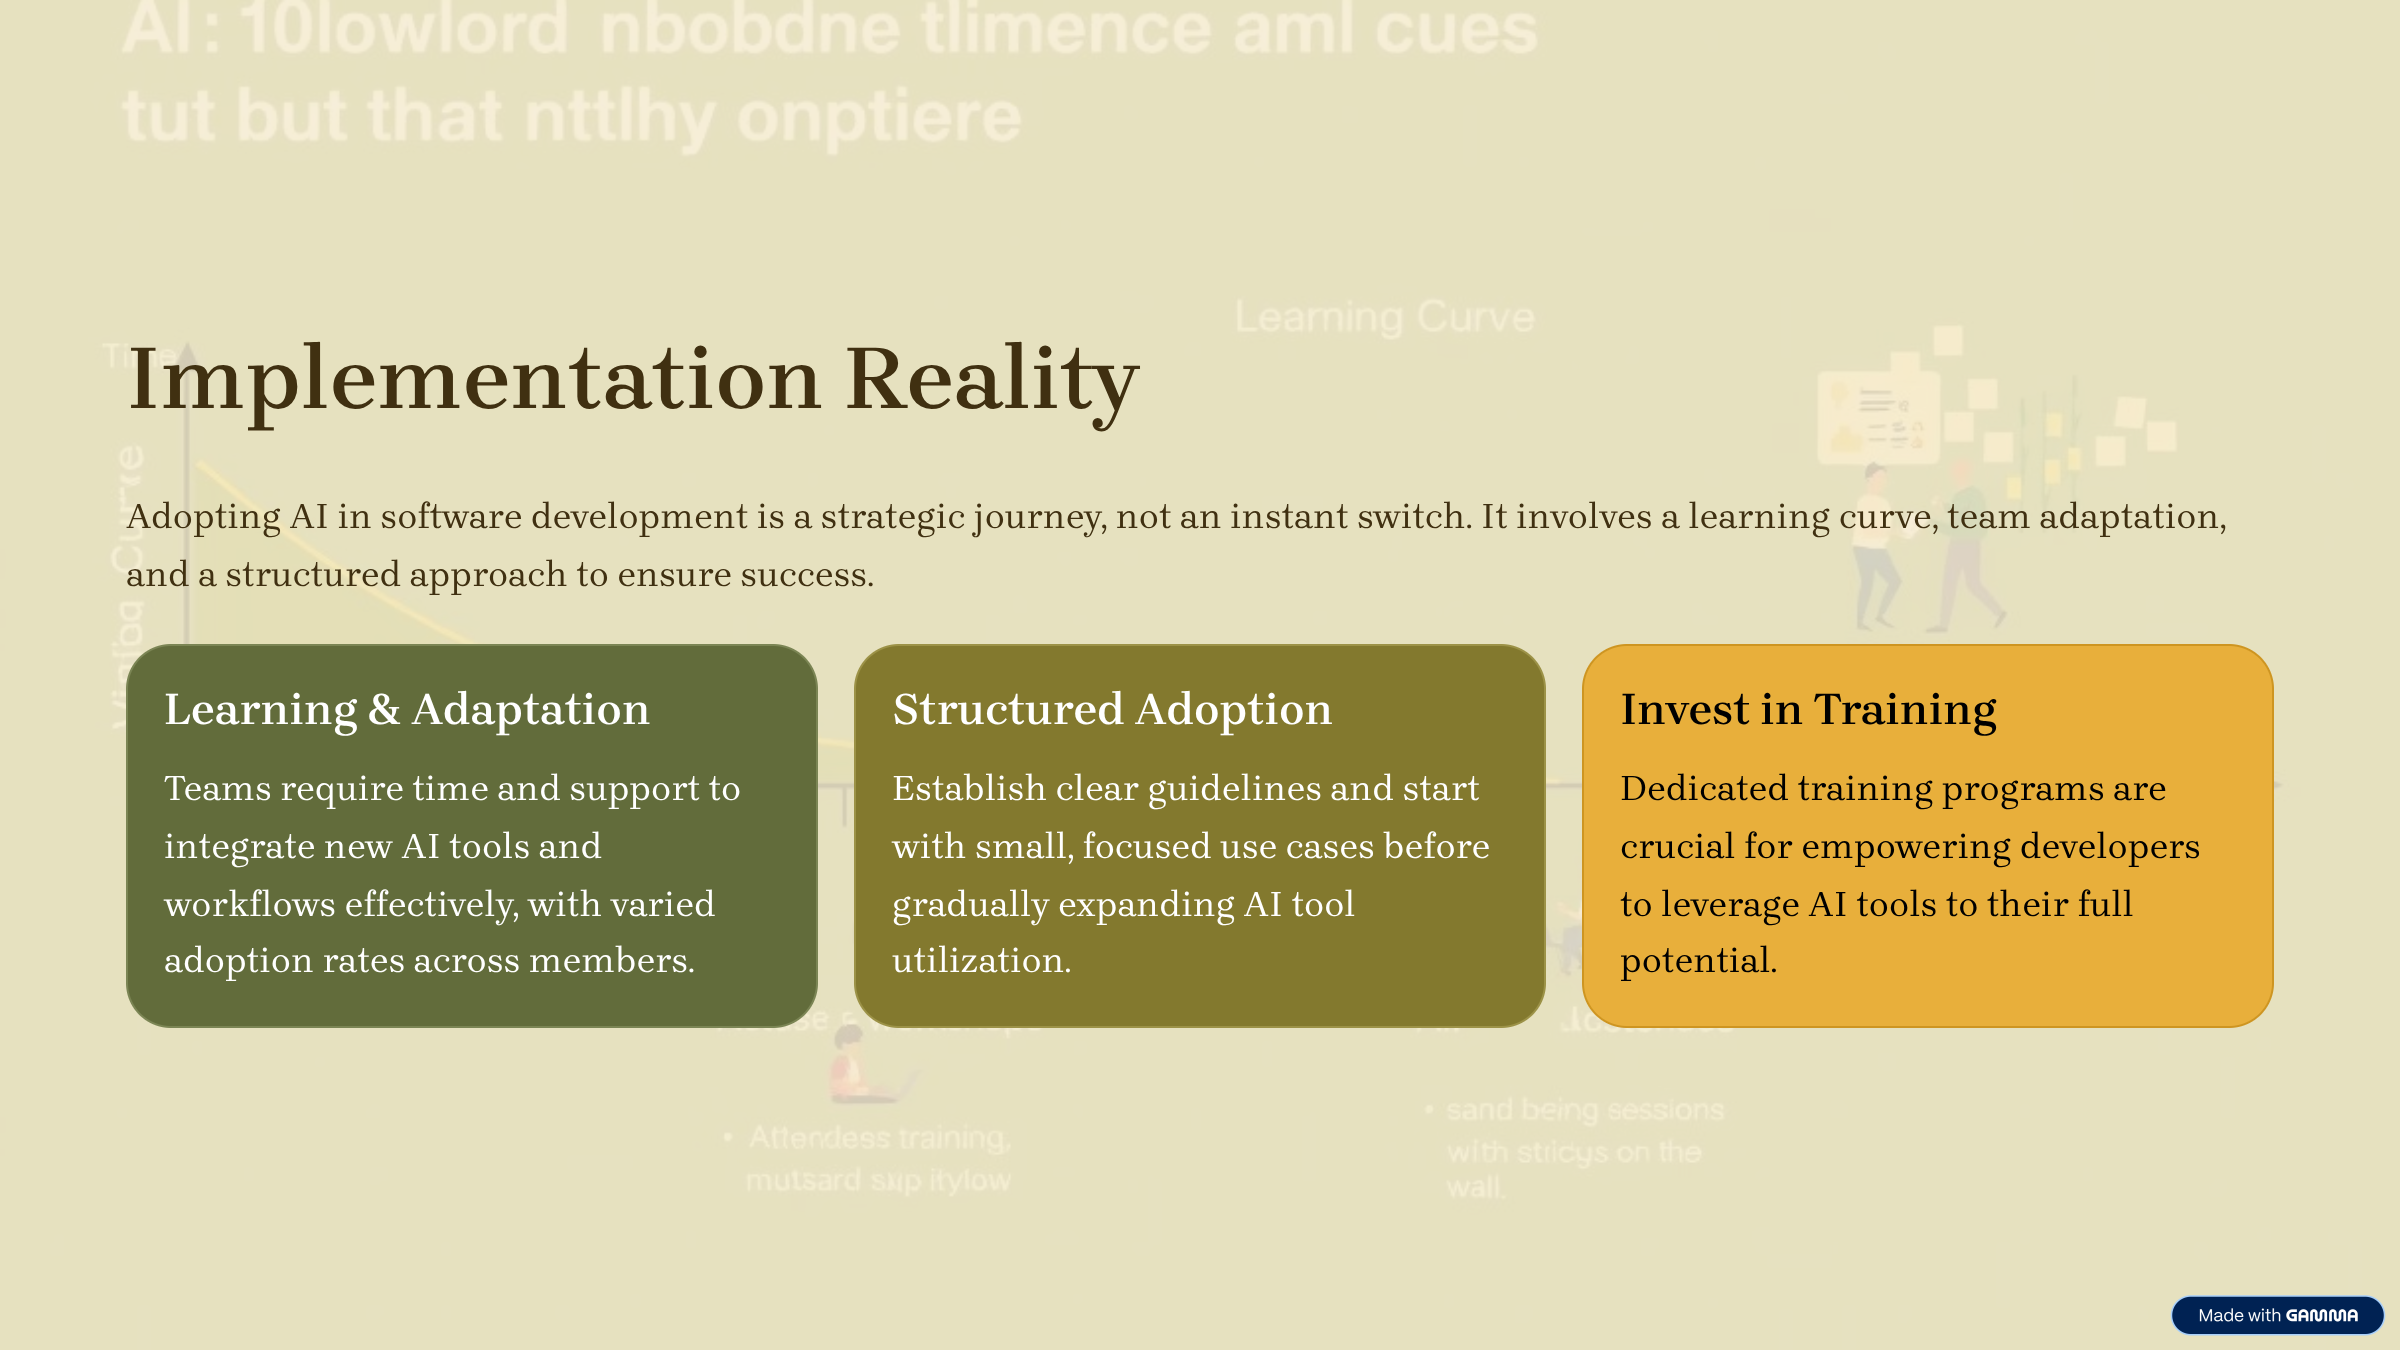 AI: 10lowlord nbobdne tlimence aml cues
tut but that nttlhy onptiere
Learning Curve
Time
Implementation Reality
Adopting AI in software development is a strategic journey, not an instant switch. It involves a learning curve, team adaptation,
and a structured approach to ensure success.
Learning & Adaptation
Teams require time and support to
integrate new AI tools and
workflows effectively, with varied
adoption rates across members.
Structured Adoption
Establish clear guidelines and start
with small, focused use cases before
gradually expanding AI tool
utilization.
Invest in Training
Dedicated training programs are
crucial for empowering developers
to leverage AI tools to their full
potential.
• Attendess training,
mutsard sup itylow
• sand being sessions
with stricys on the
wall.
Made with GAMMA